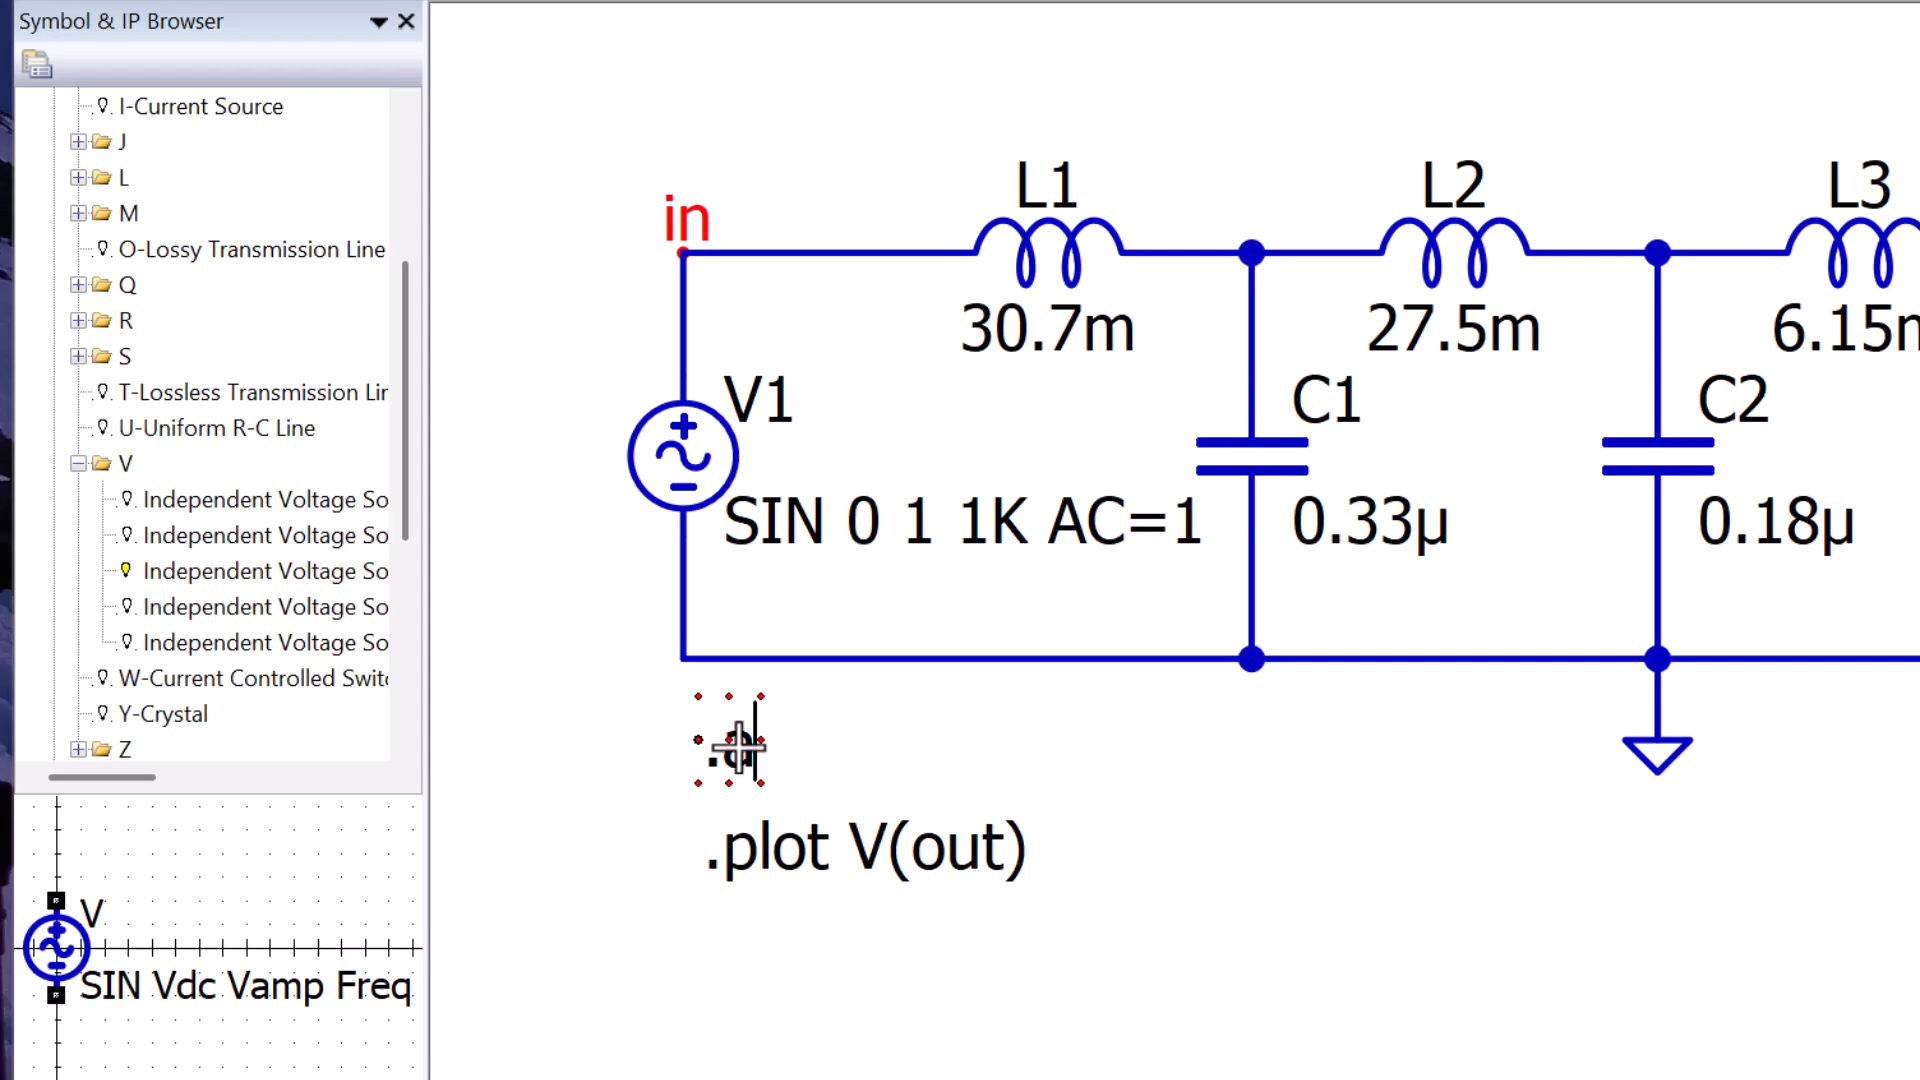 Symbol & IP Browser
I-Current Source
J
L
M
O-Lossy Transmission Line
Q
R
S
T-Lossless Transmission Lin
U-Uniform R-C Line
V
Independent Voltage So
Independent Voltage So
Independent Voltage So
Independent Voltage So
Independent Voltage So
W-Current Controlled Switc
Y-Crystal
Z
V
SIN Vdc Vamp Freq
in
L1
30.7m
L2
27.5m
L3
6.15m
V1
SIN 0 1 1K AC=1
C1
0.33µ
C2
0.18µ
.a
.plot V(out)